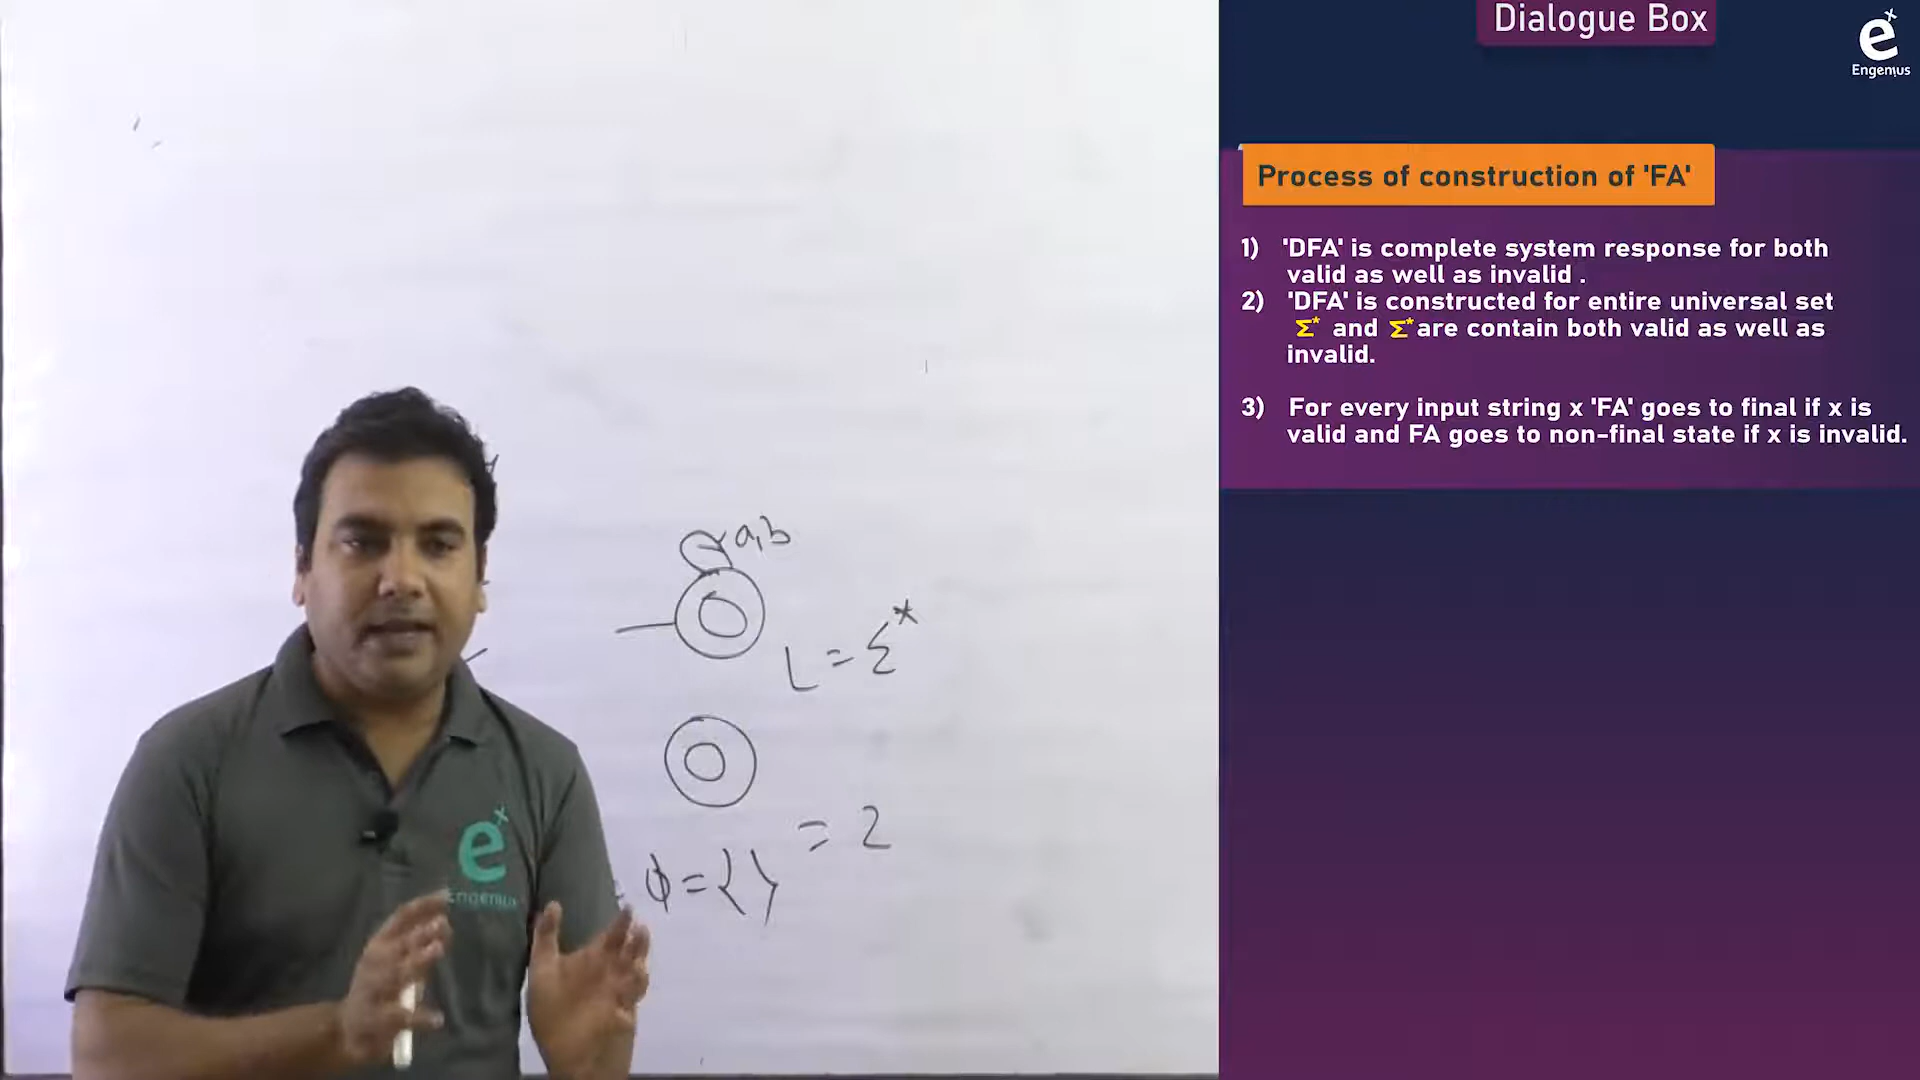 Dialogue Box
ex
Engenius
Process of construction of 'FA'
1) 'DFA' is complete system response for both
valid as well as invalid .
2) 'DFA' is constructed for entire universal set
Σ* and Σ* are contain both valid as well as
invalid.
3) For every input string x 'FA' goes to final if x is
valid and FA goes to non-final state if x is invalid.
a,b
L = Σ*
= 2
φ = { }
ex
Engenius